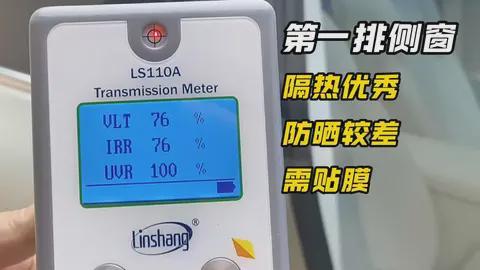 LS110A
Transmission Meter
VLT 76 %
IRR 76 %
UVR 100 %
Linshang®
第一排侧窗
隔热优秀
防晒较差
需贴膜